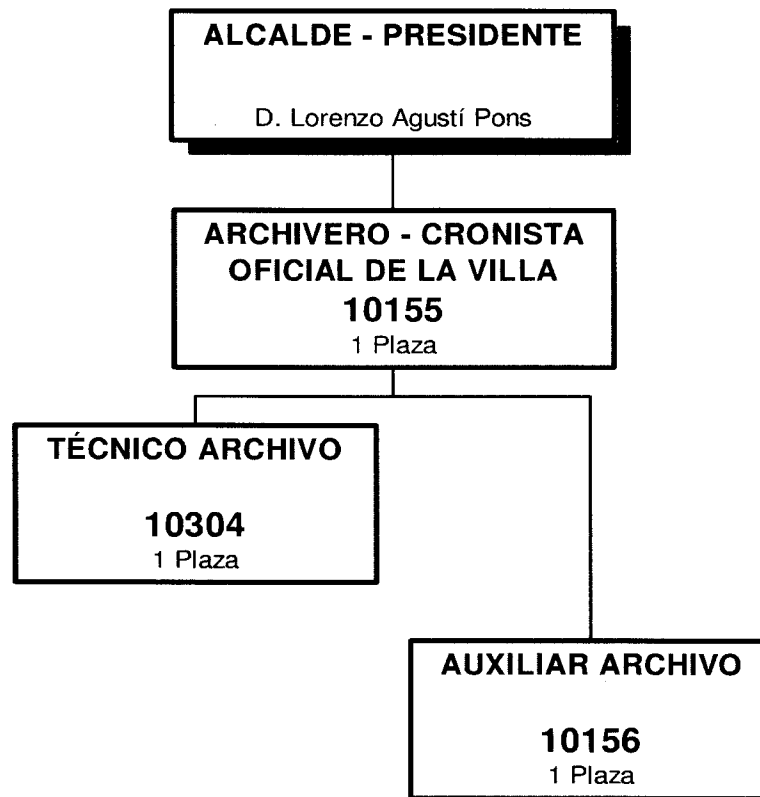 ALCALDE - PRESIDENTE
D. Lorenzo Agustí Pons
ARCHIVERO - CRONISTA
OFICIAL DE LA VILLA
10155
1 Plaza
TÉCNICO ARCHIVO
10304
1 Plaza
AUXILIAR ARCHIVO
10156
1 Plaza